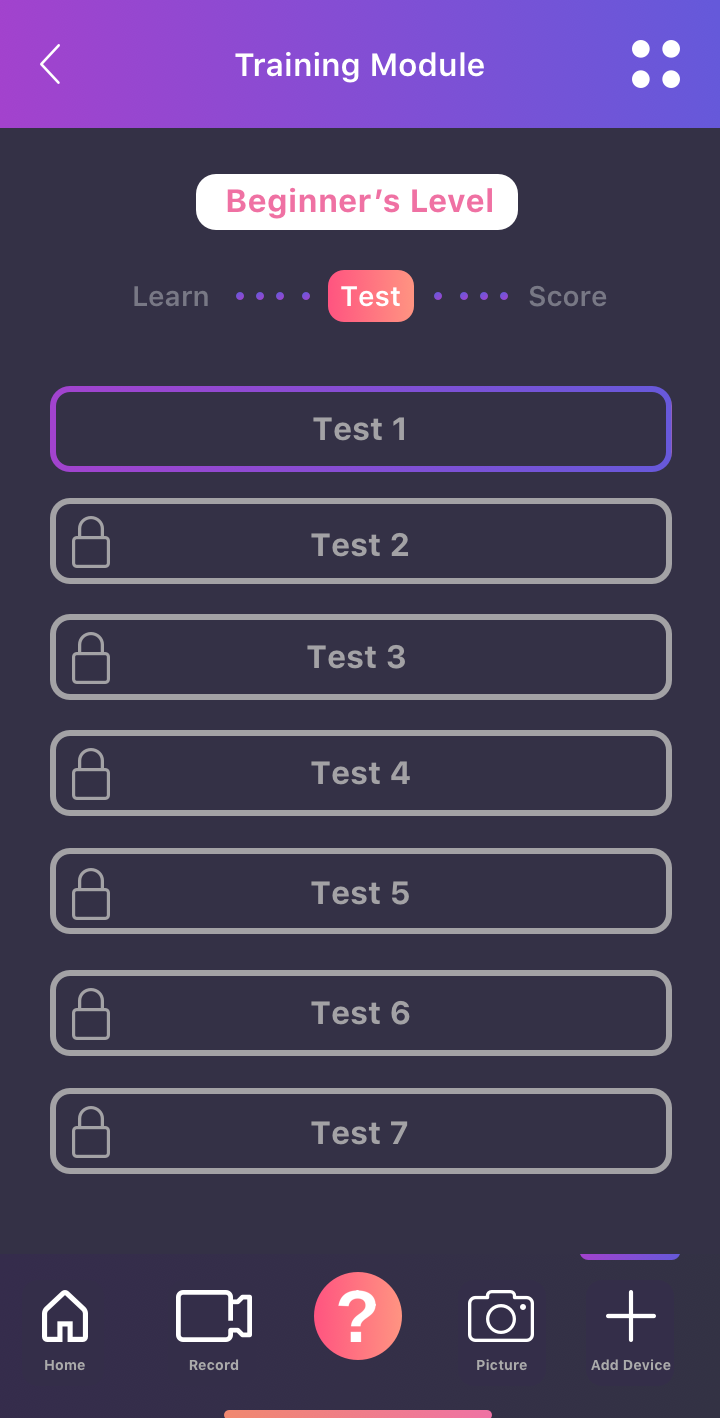 Training Module
Beginner’s Level
Learn Test Score
Test 1
Test 2
Test 3
Test 4
Test 5
Test 6
Test 7
?
Home Record Picture Add Device